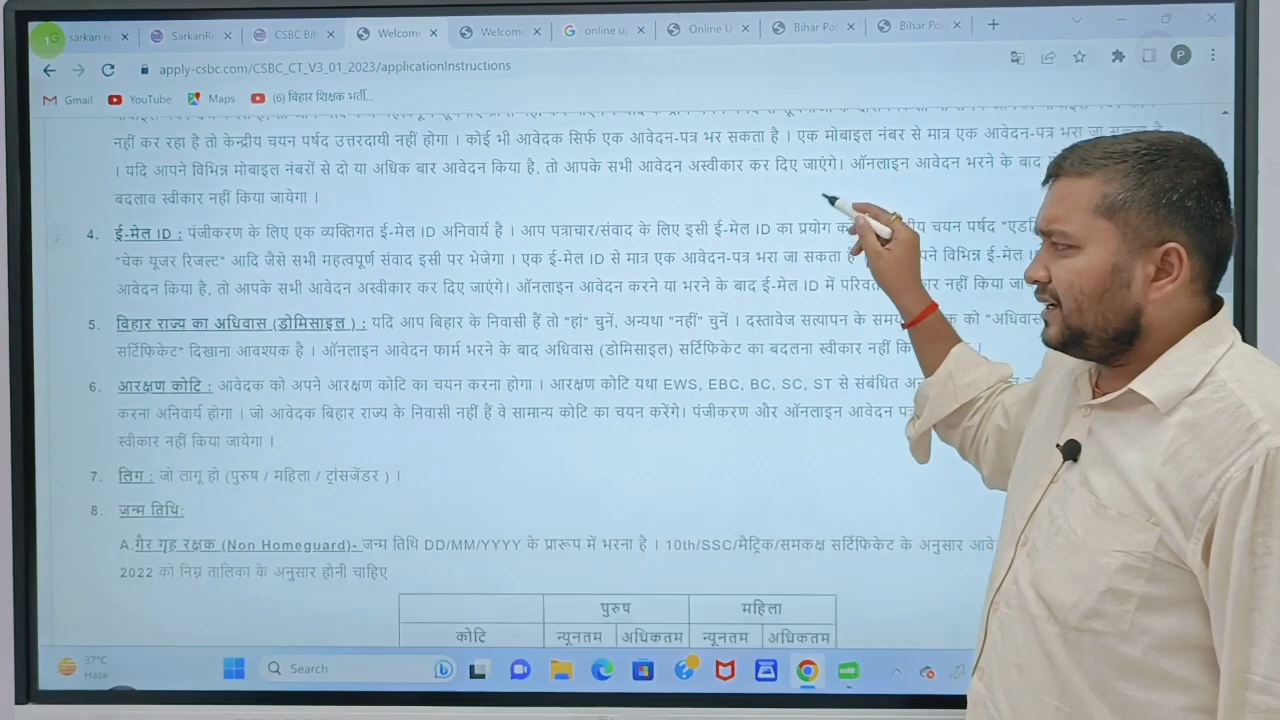 sarkari re
SarkariRe
CSBC Bih
Welcome
Welcome
online up
Online U
Bihar Pol
Bihar Pol
apply-csbc.com/CSBC_CT_V3_01_2023/applicationInstructions
P
Gmail
YouTube
Maps
(6) बिहार शिक्षक भर्ती...
नहीं कर रहा है तो केन्द्रीय चयन पर्षद उत्तरदायी नहीं होगा । कोई भी आवेदक सिर्फ एक आवेदन-पत्र भर सकता है । एक मोबाइल नंबर से मात्र एक आवेदन-पत्र भरा जा
। यदि आपने विभिन्न मोबाइल नंबरों से दो या अधिक बार आवेदन किया है, तो आपके सभी आवेदन अस्वीकार कर दिए जाएंगे। ऑनलाइन आवेदन भरने के बाद
बदलाव स्वीकार नहीं किया जायेगा ।
4. ई-मेल ID : पंजीकरण के लिए एक व्यक्तिगत ई-मेल ID अनिवार्य है । आप पत्राचार/संवाद के लिए इसी ई-मेल ID का प्रयोग चयन पर्षद
"चेक यूजर रिजल्ट" आदि जैसे सभी महत्वपूर्ण संवाद इसी पर भेजेगा । एक ई-मेल ID से मात्र एक आवेदन-पत्र भरा जा सकता विभिन्न ई-मेल
आवेदन किया है, तो आपके सभी आवेदन अस्वीकार कर दिए जाएंगे। ऑनलाइन आवेदन करने या भरने के बाद ई-मेल ID में नहीं किया
5. विहार राज्य का अधिवास (डोमिसाइल ) : यदि आप बिहार के निवासी हैं तो "हां" चुनें, अन्यथा "नहीं" चुनें । दस्तावेज सत्यापन के को "अधिवास
सर्टिफिकेट" दिखाना आवश्यक है । ऑनलाइन आवेदन फार्म भरने के बाद अधिवास (डोमिसाइल) सर्टिफिकेट का बदलना स्वीकार नहीं
6. आरक्षण कोटि : आवेदक को अपने आरक्षण कोटि का चयन करना होगा । आरक्षण कोटि यथा EWS, EBC, BC, SC, ST से संबंधित
करना अनिवार्य होगा । जो आवेदक बिहार राज्य के निवासी नहीं हैं वे सामान्य कोटि का चयन करेंगे। पंजीकरण और ऑनलाइन आवेदन
स्वीकार नहीं किया जायेगा ।
7. लिंग : जो लागू हो (पुरुष / महिला / ट्रांसजेंडर ) ।
8. जन्म तिथि:
A.गैर गृह रक्षक (Non Homeguard)- जन्म तिथि DD/MM/YYYY के प्रारूप में भरना है । 10th/SSC/मैट्रिक/समकक्ष सर्टिफिकेट के अनुसार
2022 को निम्न तालिका के अनुसार होनी चाहिए
पुरुष महिला
कोटि न्यूनतम अधिकतम न्यूनतम अधिकतम
37°C
Haze
Search